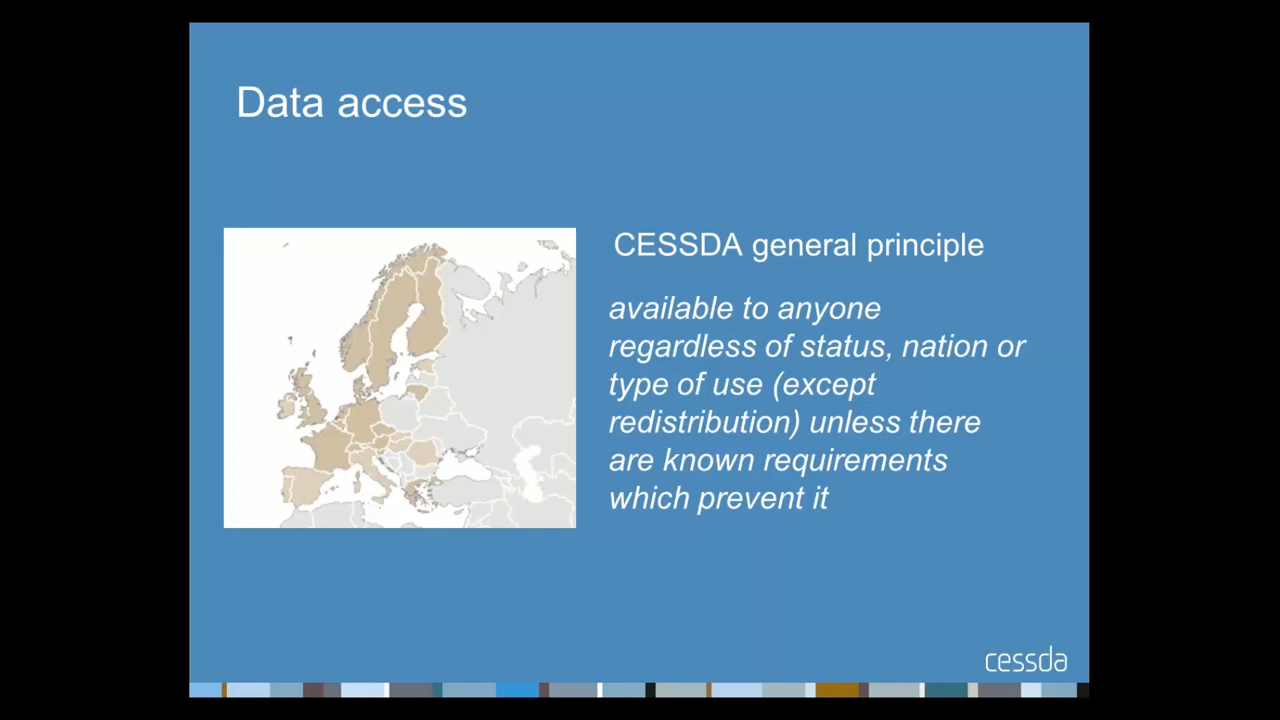 Data access
CESSDA general principle
available to anyone
regardless of status, nation or
type of use (except
redistribution) unless there
are known requirements
which prevent it
cessda